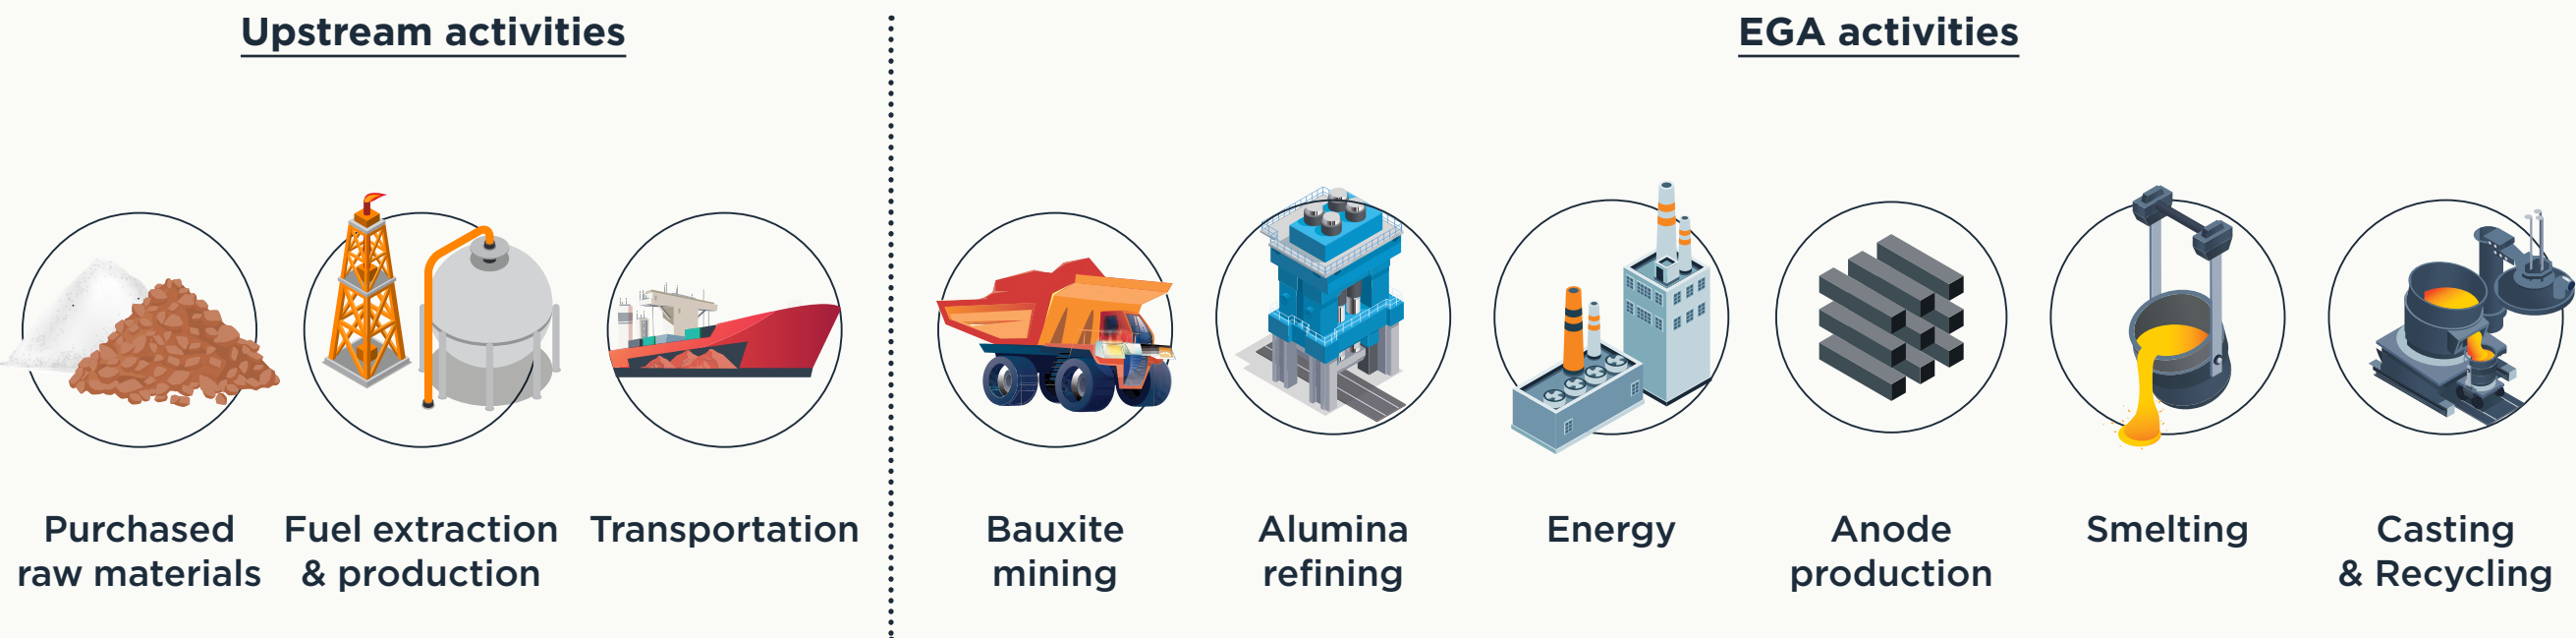 Upstream activities
EGA activities
Purchased
raw materials
Fuel extraction
& production
Transportation
Bauxite
mining
Alumina
refining
Energy
Anode
production
Smelting
Casting
& Recycling